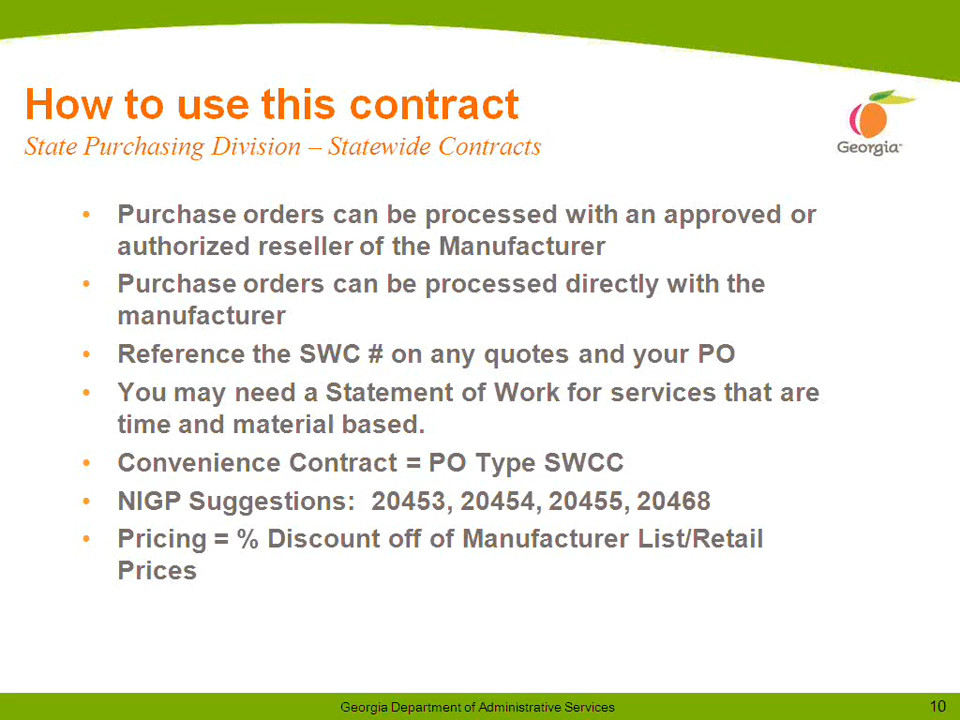 How to use this contract
State Purchasing Division – Statewide Contracts
Georgia™
• Purchase orders can be processed with an approved or
authorized reseller of the Manufacturer
• Purchase orders can be processed directly with the
manufacturer
• Reference the SWC # on any quotes and your PO
• You may need a Statement of Work for services that are
time and material based.
• Convenience Contract = PO Type SWCC
• NIGP Suggestions:  20453, 20454, 20455, 20468
• Pricing = % Discount off of Manufacturer List/Retail
Prices
Georgia Department of Administrative Services
10